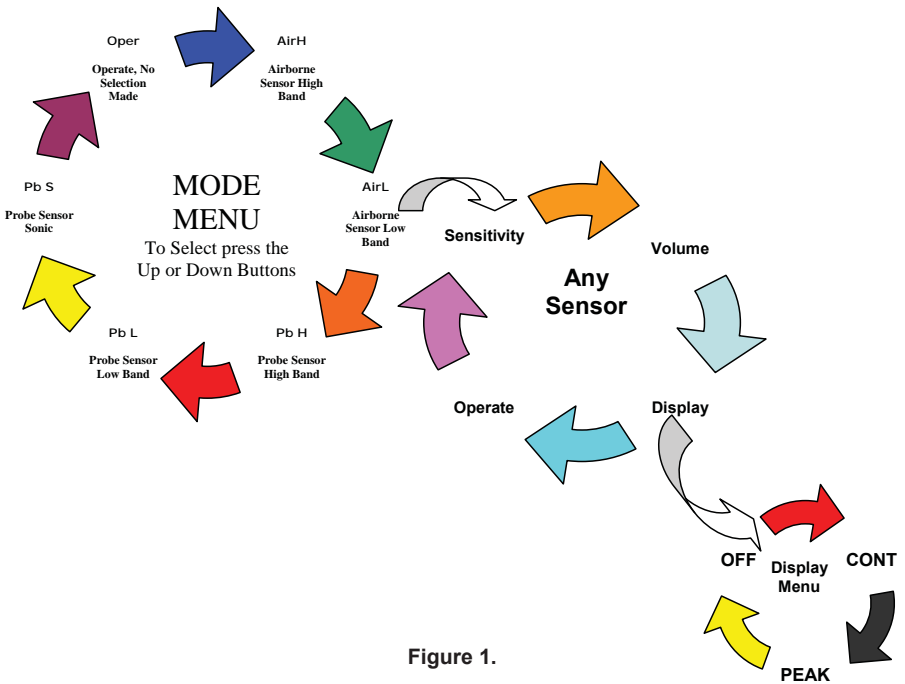 Oper
Operate, No
Selection
Made
AirH
Airborne
Sensor High
Band
Pb S
Probe Sensor
Sonic
MODE
MENU
To Select press the
Up or Down Buttons
AirL
Airborne
Sensor Low
Band
Sensitivity
Volume
Any
Sensor
Pb L
Probe Sensor
Low Band
Pb H
Probe Sensor
High Band
Operate
Display
OFF
Display
Menu
CONT
PEAK
Figure 1.